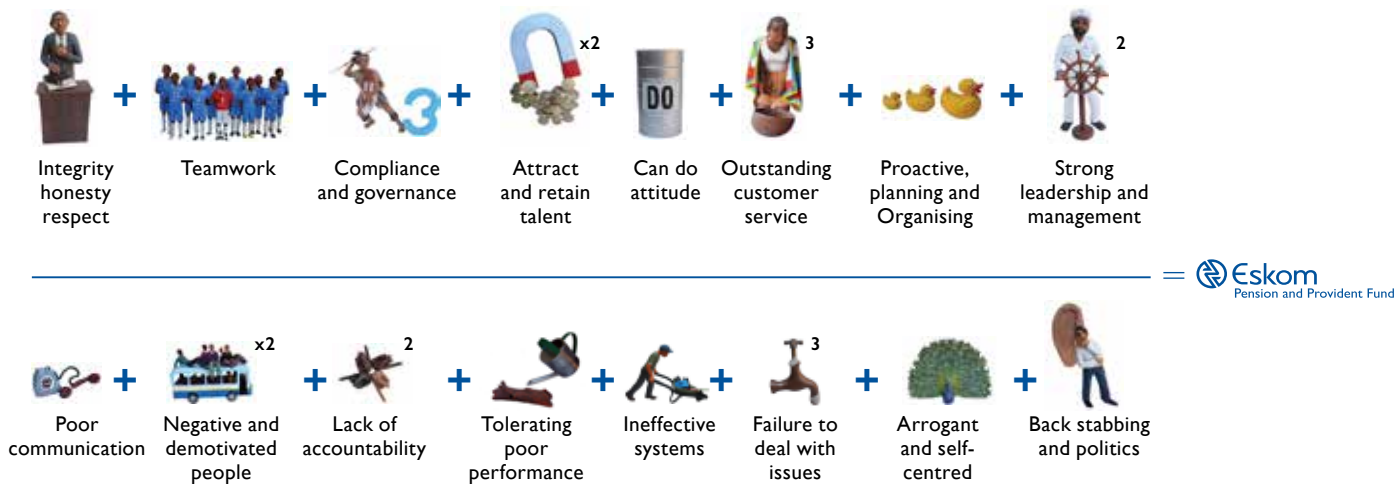 x2
3
2
3
DO
+ + + + + + +
Integrity
honesty
respect
Teamwork
Compliance
and governance
Attract
and retain
talent
Can do
attitude
Outstanding
customer
service
Proactive,
planning and
Organising
Strong
leadership and
management
= Eskom
Pension and Provident Fund
x2
2
3
+ + + + + + +
Poor
communication
Negative and
demotivated
people
Lack of
accountability
Tolerating
poor
performance
Ineffective
systems
Failure to
deal with
issues
Arrogant
and self-
centred
Back stabbing
and politics